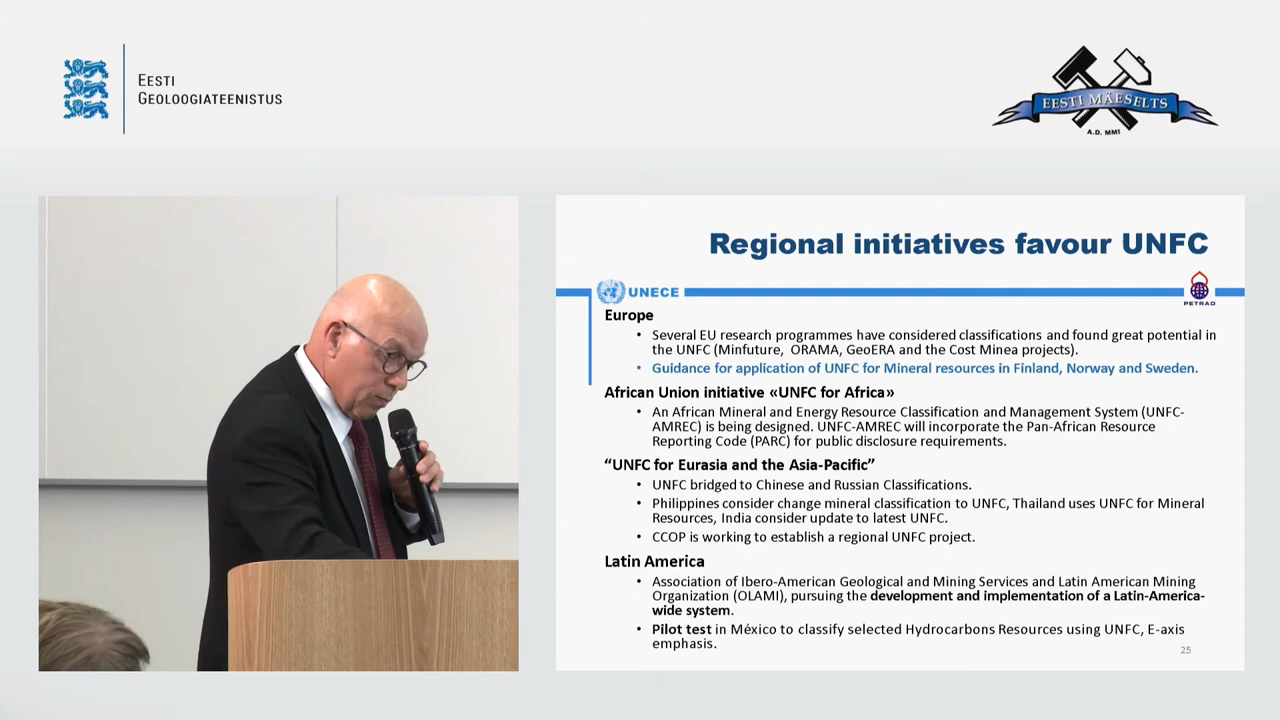 EESTI
GEOLOOGIATEENISTUS
EESTI MÄESELTS
A.D. MMI
Regional initiatives favour UNFC
UNECE
PETRAD
Europe
• Several EU research programmes have considered classifications and found great potential in
the UNFC (Minfuture, ORAMA, GeoERA and the Cost Minea projects).
• Guidance for application of UNFC for Mineral resources in Finland, Norway and Sweden.
African Union initiative «UNFC for Africa»
• An African Mineral and Energy Resource Classification and Management System (UNFC-
AMREC) is being designed. UNFC-AMREC will incorporate the Pan-African Resource
Reporting Code (PARC) for public disclosure requirements.
“UNFC for Eurasia and the Asia-Pacific”
• UNFC bridged to Chinese and Russian Classifications.
• Philippines consider change mineral classification to UNFC, Thailand uses UNFC for Mineral
Resources, India consider update to latest UNFC.
• CCOP is working to establish a regional UNFC project.
Latin America
• Association of Ibero-American Geological and Mining Services and Latin American Mining
Organization (OLAMI), pursuing the development and implementation of a Latin-America-
wide system.
• Pilot test in México to classify selected Hydrocarbons Resources using UNFC, E-axis
emphasis.
25